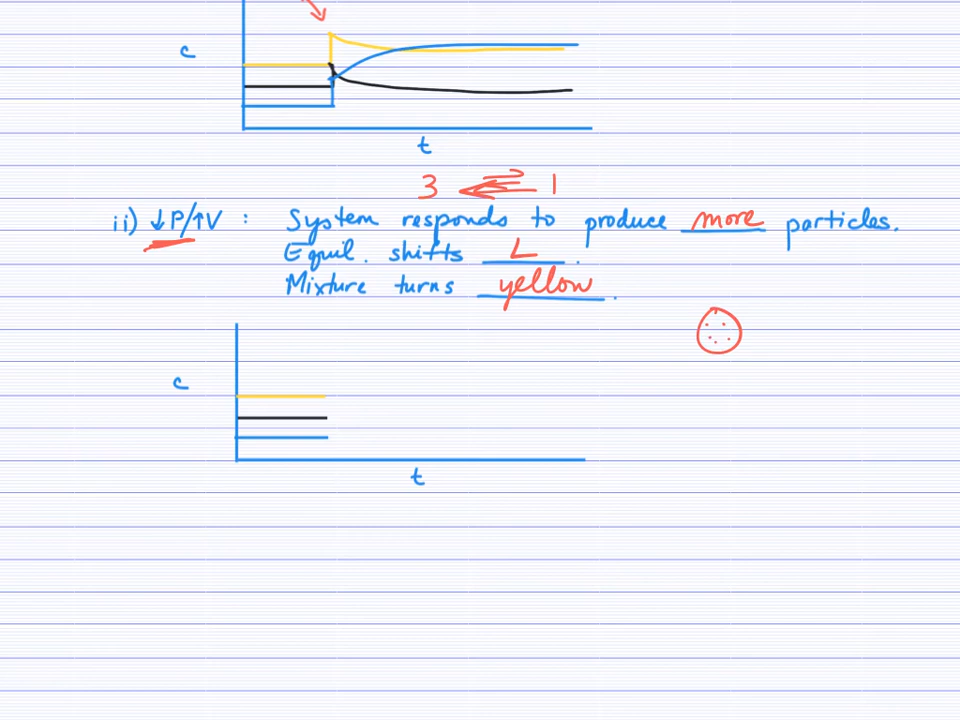 c
t
3 ⇌ 1
ii) ↓P/↑V : System responds to produce more particles.
Equil. shifts L.
Mixture turns yellow.
c
t